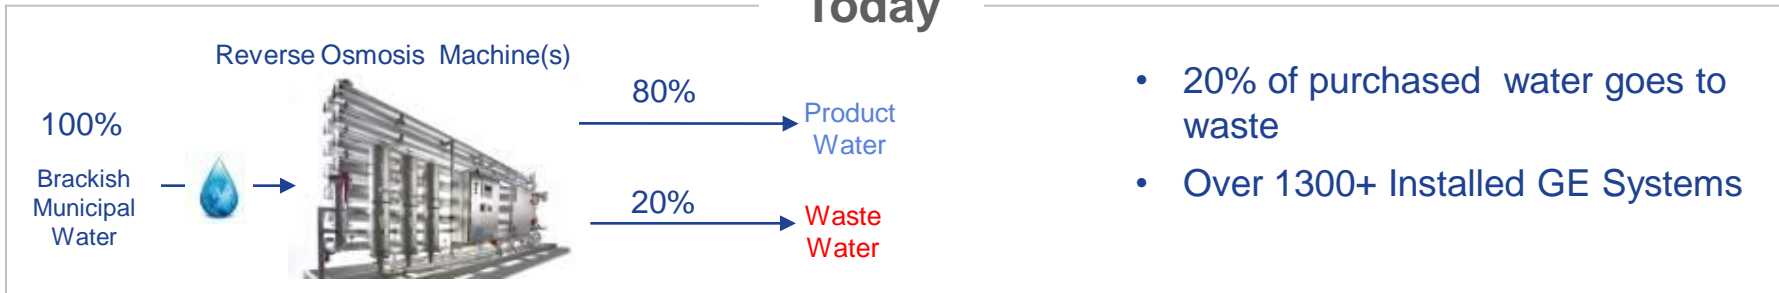 Today
Reverse Osmosis Machine(s)
100%
Brackish
Municipal
Water
80%
Product
Water
20%
Waste
Water
• 20% of purchased water goes to
waste
• Over 1300+ Installed GE Systems